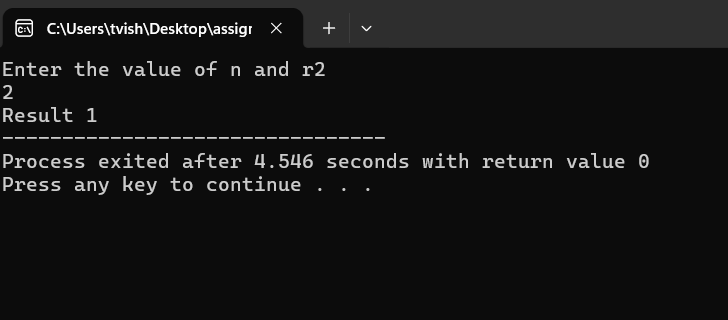 C:\Users\tvish\Desktop\assigr
Enter the value of n and r2
2
Result 1
--------------------------------
Process exited after 4.546 seconds with return value 0
Press any key to continue . . .